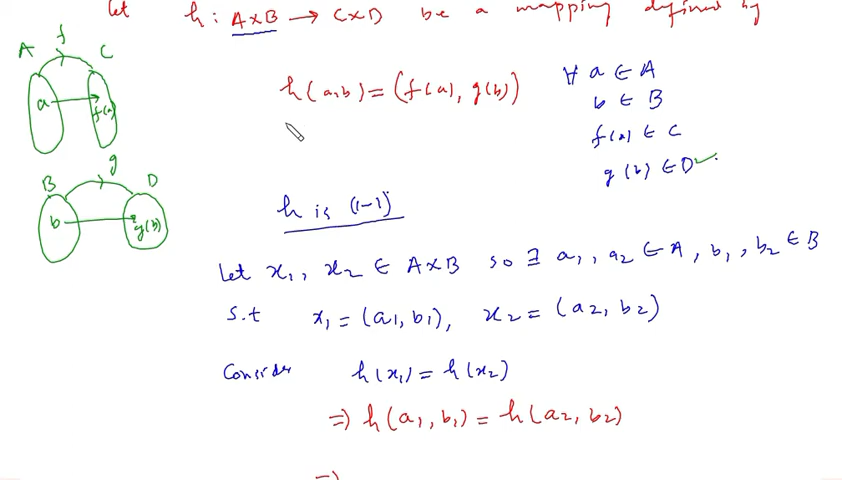 let h : A×B → C×D be a mapping defined by
f
A C
a f(a)
h(a,b) = (f(a), g(b)) ∀ a ∈ A
b ∈ B
f(a) ∈ C
g(b) ∈ D ✓
g
B D
b g(b)
h is (1-1)
Let x₁, x₂ ∈ A×B so ∃ a₁, a₂ ∈ A, b₁, b₂ ∈ B
s.t x₁ = (a₁, b₁), x₂ = (a₂, b₂)
Consider h(x₁) = h(x₂)
⇒ h(a₁, b₁) = h(a₂, b₂)
⇒